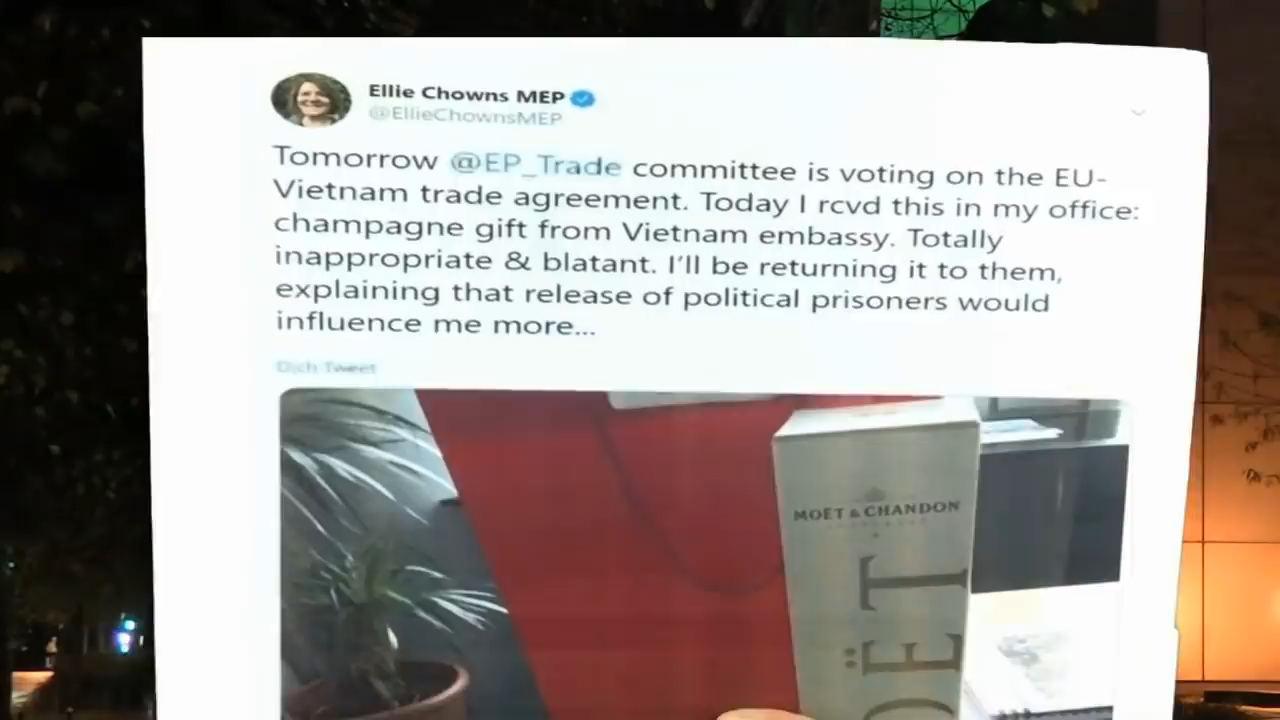 Ellie Chowns MEP
@EllieChownsMEP
Tomorrow @EP_Trade committee is voting on the EU-
Vietnam trade agreement. Today I rcvd this in my office:
champagne gift from Vietnam embassy. Totally
inappropriate & blatant. I'll be returning it to them,
explaining that release of political prisoners would
influence me more...
Dịch Tweet
MOËT & CHANDON
OËT